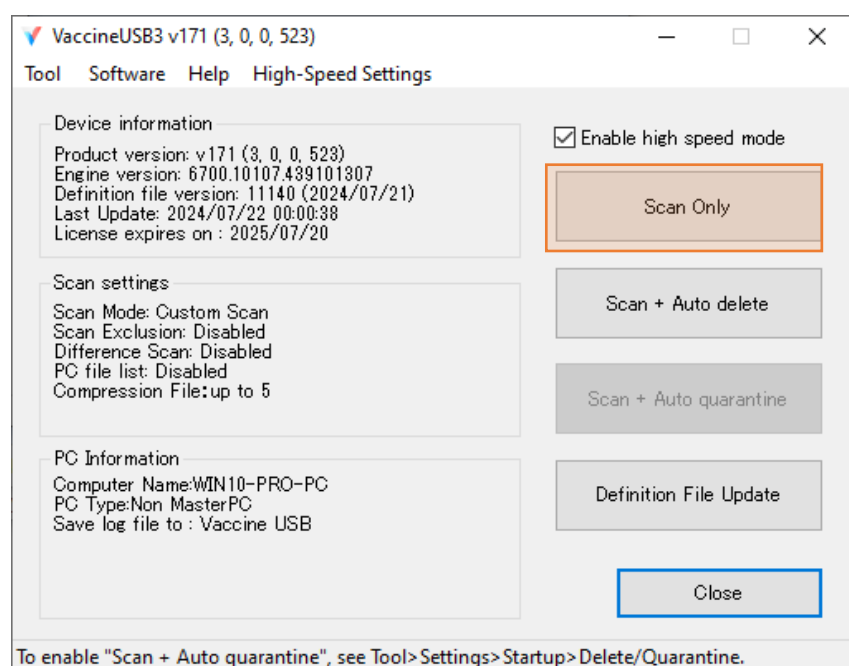 VaccineUSB3 v171 (3, 0, 0, 523)
Tool Software Help High-Speed Settings
Device information
Product version: v171 (3, 0, 0, 523)
Engine version: 6700.10107.439101307
Definition file version: 11140 (2024/07/21)
Last Update: 2024/07/22 00:00:38
License expires on : 2025/07/20
Enable high speed mode
Scan Only
Scan settings
Scan Mode: Custom Scan
Scan Exclusion: Disabled
Difference Scan: Disabled
PC file list: Disabled
Compression File:up to 5
Scan + Auto delete
Scan + Auto quarantine
PC Information
Computer Name:WIN10-PRO-PC
PC Type:Non MasterPC
Save log file to : Vaccine USB
Definition File Update
Close
To enable "Scan + Auto quarantine", see Tool>Settings>Startup>Delete/Quarantine.